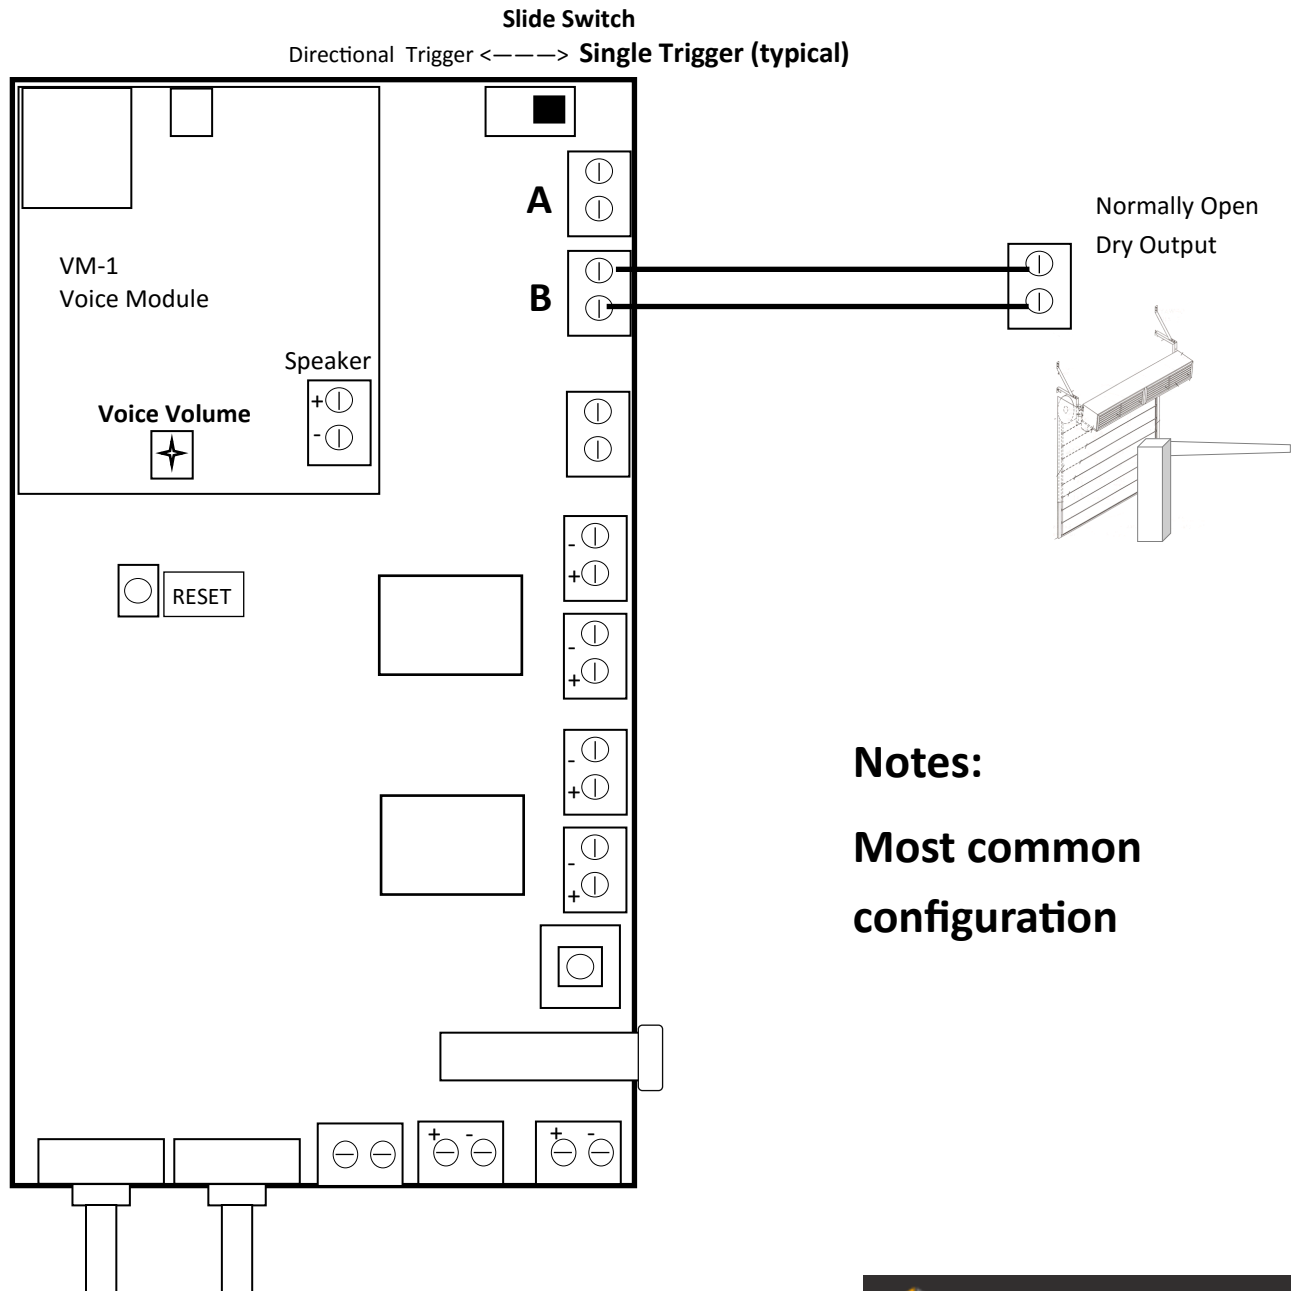 Slide Switch
Directional Trigger <———> Single Trigger (typical)
A
Normally Open
Dry Output
VM-1
Voice Module
B
Speaker
+
Voice Volume
-
-
+
RESET
-
+
-
+
-
+
Notes:
Most common
configuration
+ -
+ -